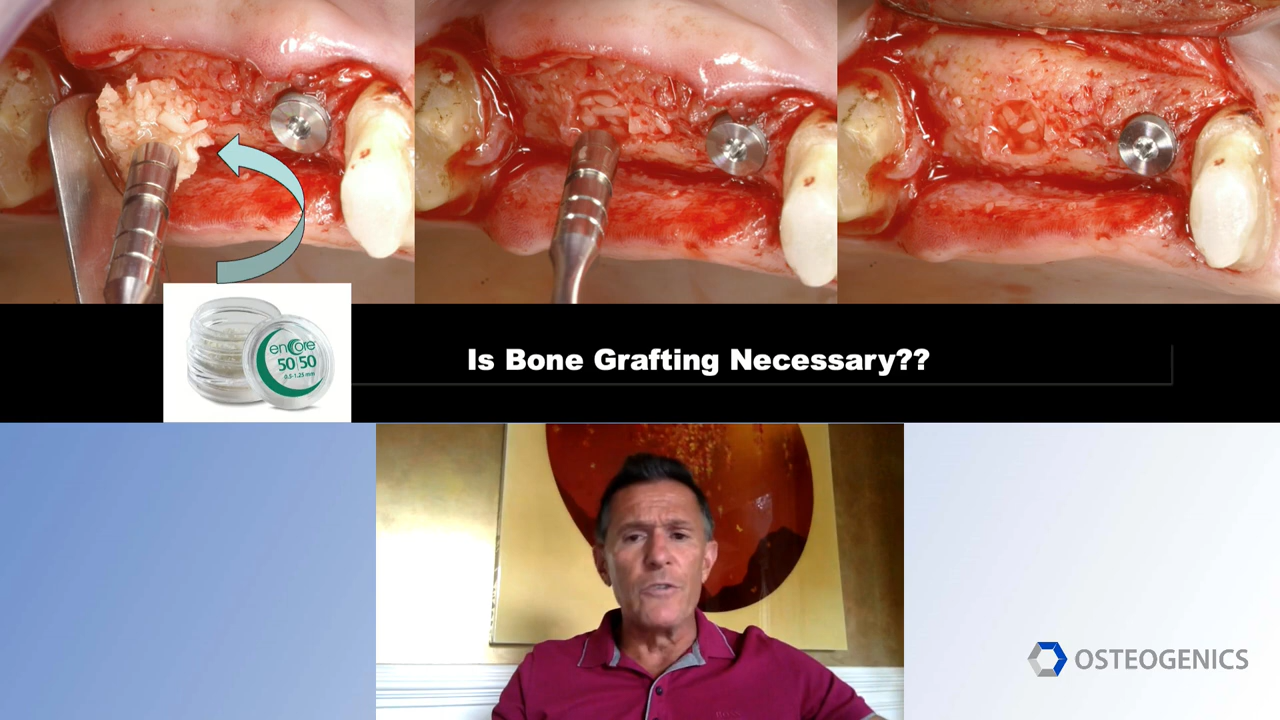 Is Bone Grafting Necessary??
enCore
50|50
0.5-1.25 mm
OSTEOGENICS